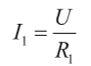 I₁ = U / R₁